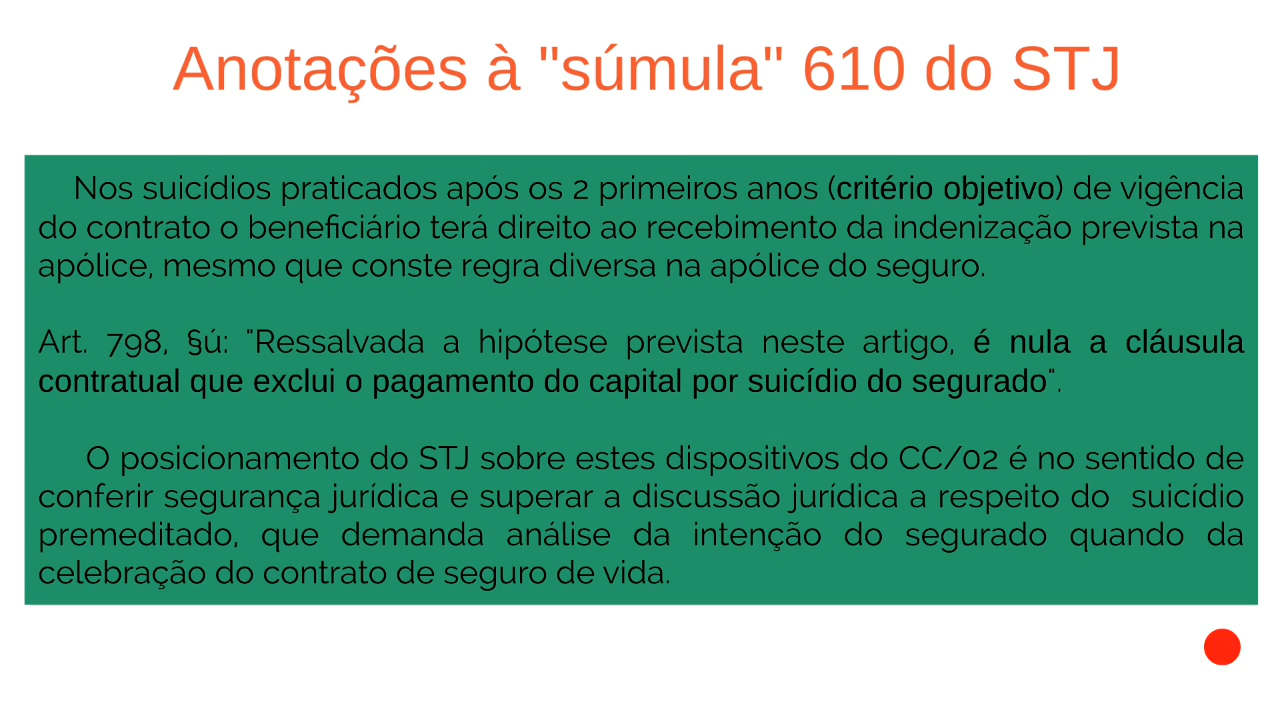 Anotações à "súmula" 610 do STJ
Nos suicídios praticados após os 2 primeiros anos (critério objetivo) de vigência
do contrato o beneficiário terá direito ao recebimento da indenização prevista na
apólice, mesmo que conste regra diversa na apólice do seguro.
Art. 798, §ú: "Ressalvada a hipótese prevista neste artigo, é nula a cláusula
contratual que exclui o pagamento do capital por suicídio do segurado".
O posicionamento do STJ sobre estes dispositivos do CC/02 é no sentido de
conferir segurança jurídica e superar a discussão jurídica a respeito do suicídio
premeditado, que demanda análise da intenção do segurado quando da
celebração do contrato de seguro de vida.